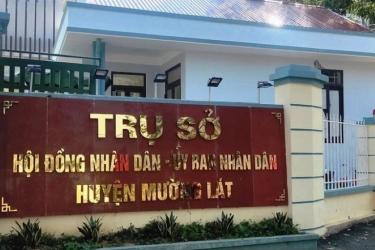 TRỤ SỞ
HỘI ĐỒNG NHÂN DÂN - ỦY BAN NHÂN DÂN
HUYỆN MƯỜNG LÁT